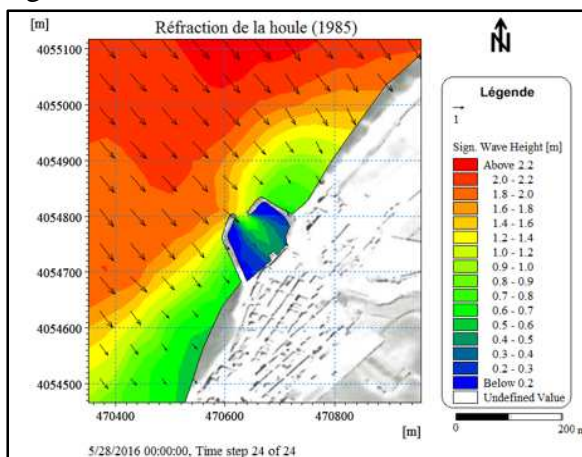 Réfraction de la houle (1985)
[m]
N
4055100
4055000
4054900
4054800
4054700
4054600
4054500
470400
470600
470800
[m]
5/28/2016 00:00:00, Time step 24 of 24
Légende
1
Sign. Wave Height [m]
Above 2.2
2.0 - 2.2
1.8 - 2.0
1.6 - 1.8
1.4 - 1.6
1.2 - 1.4
1.0 - 1.2
0.9 - 1.0
0.8 - 0.9
0.7 - 0.8
0.6 - 0.7
0.5 - 0.6
0.4 - 0.5
0.3 - 0.4
0.2 - 0.3
Below 0.2
Undefined Value
0
200 m